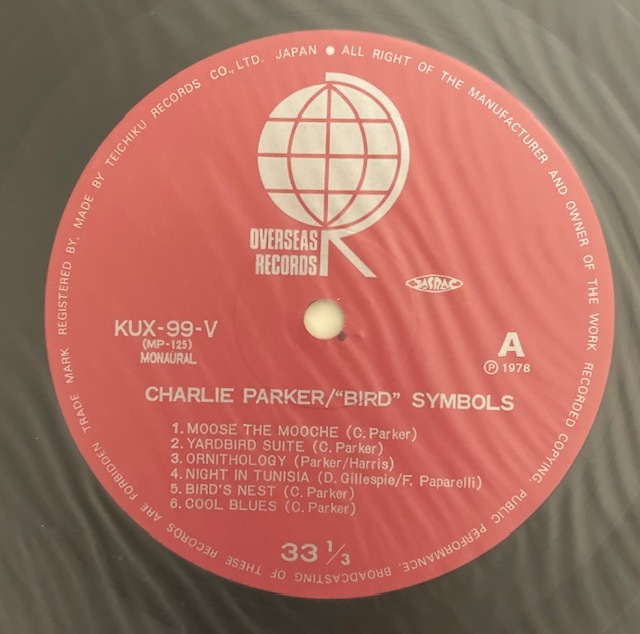 TRADE MARK REGISTERED BY, MADE BY TEICHIKU RECORDS CO., LTD. JAPAN ● ALL RIGHT OF THE MANUFACTURER AND OWNER OF THE WORK RECORDED COPYING, PUBLIC PERFORMANCE, BROADCASTING OF THESE RECORDS ARE FORBIDDEN
OVERSEAS
RECORDS
JASRAC
KUX-99-V
(MP-125)
MONAURAL
A
Ⓟ 1978
CHARLIE PARKER/“BIRD” SYMBOLS
1. MOOSE THE MOOCHE (C. Parker)
2. YARDBIRD SUITE (C. Parker)
3. ORNITHOLOGY (Parker/Harris)
4. NIGHT IN TUNISIA (D. Gillespie/F. Paparelli)
5. BIRD'S NEST (C. Parker)
6. COOL BLUES (C. Parker)
33 1/3